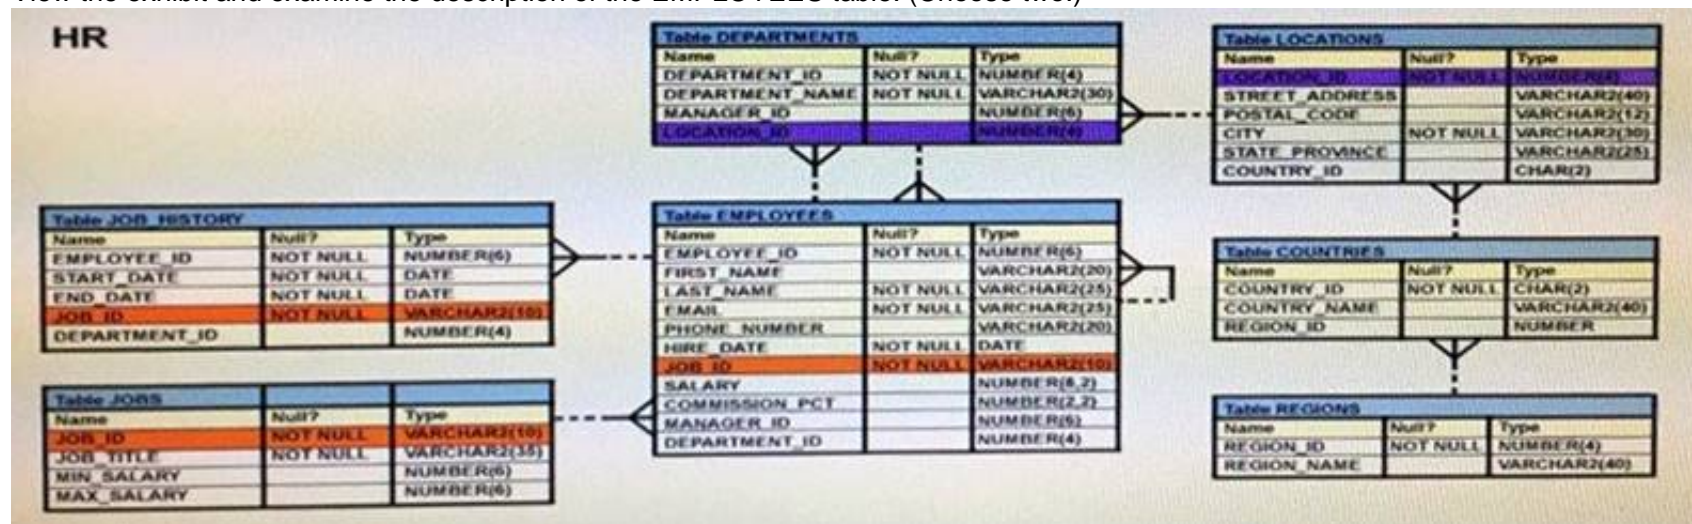 View the exhibit and examine the description of the EMPLOYEES table. (Choose two.)
HR
Table DEPARTMENTS
Name Null? Type
DEPARTMENT_ID NOT NULL NUMBER(4)
DEPARTMENT_NAME NOT NULL VARCHAR2(30)
MANAGER_ID NUMBER(6)
LOCATION_ID NUMBER(4)
Table LOCATIONS
Name Null? Type
LOCATION_ID NOT NULL NUMBER(4)
STREET_ADDRESS VARCHAR2(40)
POSTAL_CODE VARCHAR2(12)
CITY NOT NULL VARCHAR2(30)
STATE_PROVINCE VARCHAR2(25)
COUNTRY_ID CHAR(2)
Table JOB_HISTORY
Name Null? Type
EMPLOYEE_ID NOT NULL NUMBER(6)
START_DATE NOT NULL DATE
END_DATE NOT NULL DATE
JOB_ID NOT NULL VARCHAR2(10)
DEPARTMENT_ID NUMBER(4)
Table EMPLOYEES
Name Null? Type
EMPLOYEE_ID NOT NULL NUMBER(6)
FIRST_NAME VARCHAR2(20)
LAST_NAME NOT NULL VARCHAR2(25)
EMAIL NOT NULL VARCHAR2(25)
PHONE_NUMBER VARCHAR2(20)
HIRE_DATE NOT NULL DATE
JOB_ID NOT NULL VARCHAR2(10)
SALARY NUMBER(8,2)
COMMISSION_PCT NUMBER(2,2)
MANAGER_ID NUMBER(6)
DEPARTMENT_ID NUMBER(4)
Table COUNTRIES
Name Null? Type
COUNTRY_ID NOT NULL CHAR(2)
COUNTRY_NAME VARCHAR2(40)
REGION_ID NUMBER
Table JOBS
Name Null? Type
JOB_ID NOT NULL VARCHAR2(10)
JOB_TITLE NOT NULL VARCHAR2(35)
MIN_SALARY NUMBER(6)
MAX_SALARY NUMBER(6)
Table REGIONS
Name Null? Type
REGION_ID NOT NULL NUMBER(4)
REGION_NAME VARCHAR2(40)